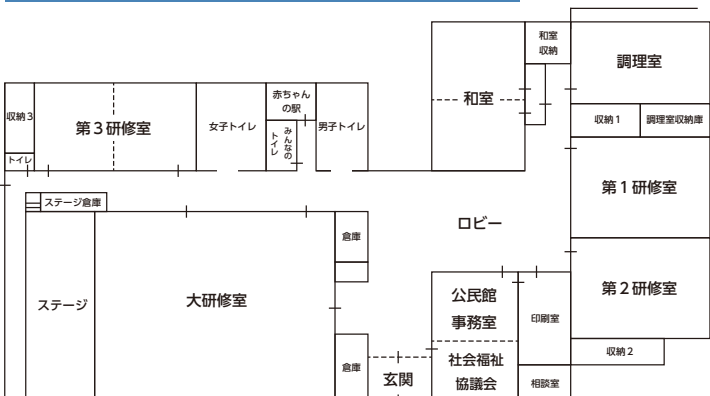 和室
収納
調理室
和室
赤ちゃん
の駅
収納3
第3研修室
女子トイレ
みんなの
トイレ
男子トイレ
収納1
調理室収納庫
トイレ
第1研修室
ステージ倉庫
ロビー
倉庫
ステージ
大研修室
公民館
事務室
印刷室
第2研修室
収納2
倉庫
玄関
社会福祉
協議会
相談室